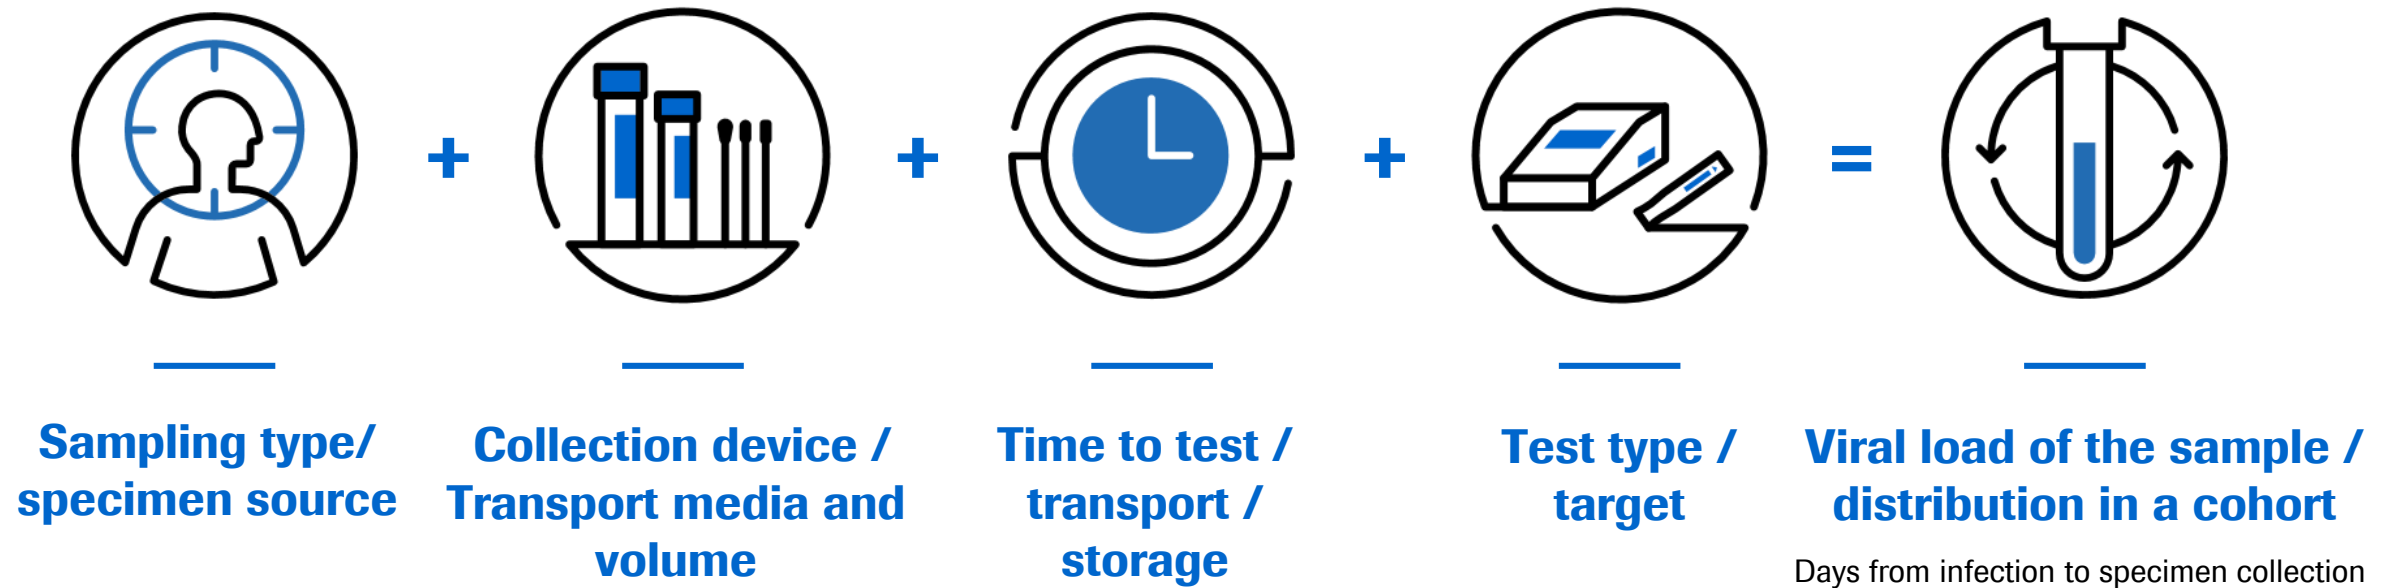 + + + =
Sampling type/
specimen source
Collection device /
Transport media and
volume
Time to test /
transport /
storage
Test type /
target
Viral load of the sample /
distribution in a cohort
Days from infection to specimen collection